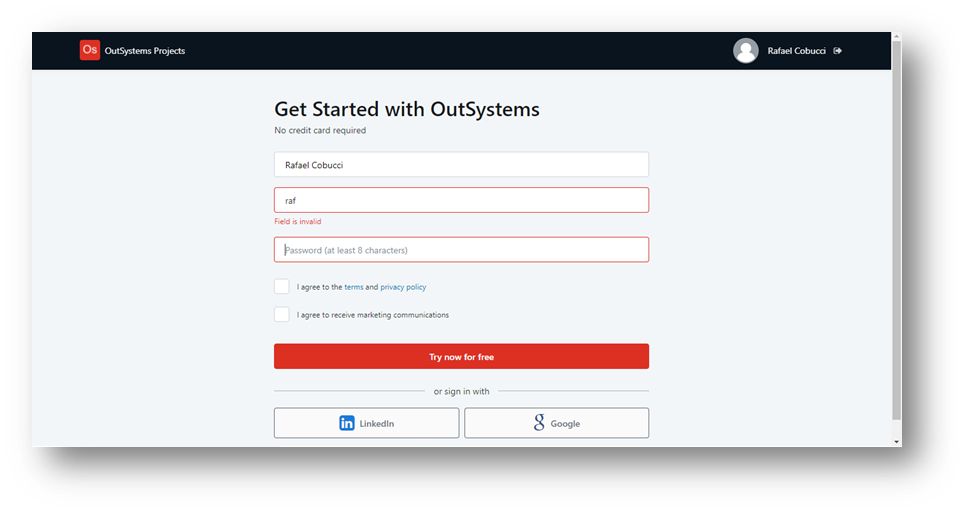 Os OutSystems Projects
Rafael Cobucci
Get Started with OutSystems
No credit card required
Rafael Cobucci
raf
Field is invalid
Password (at least 8 characters)
I agree to the terms and privacy policy
I agree to receive marketing communications
Try now for free
or sign in with
in LinkedIn
g Google